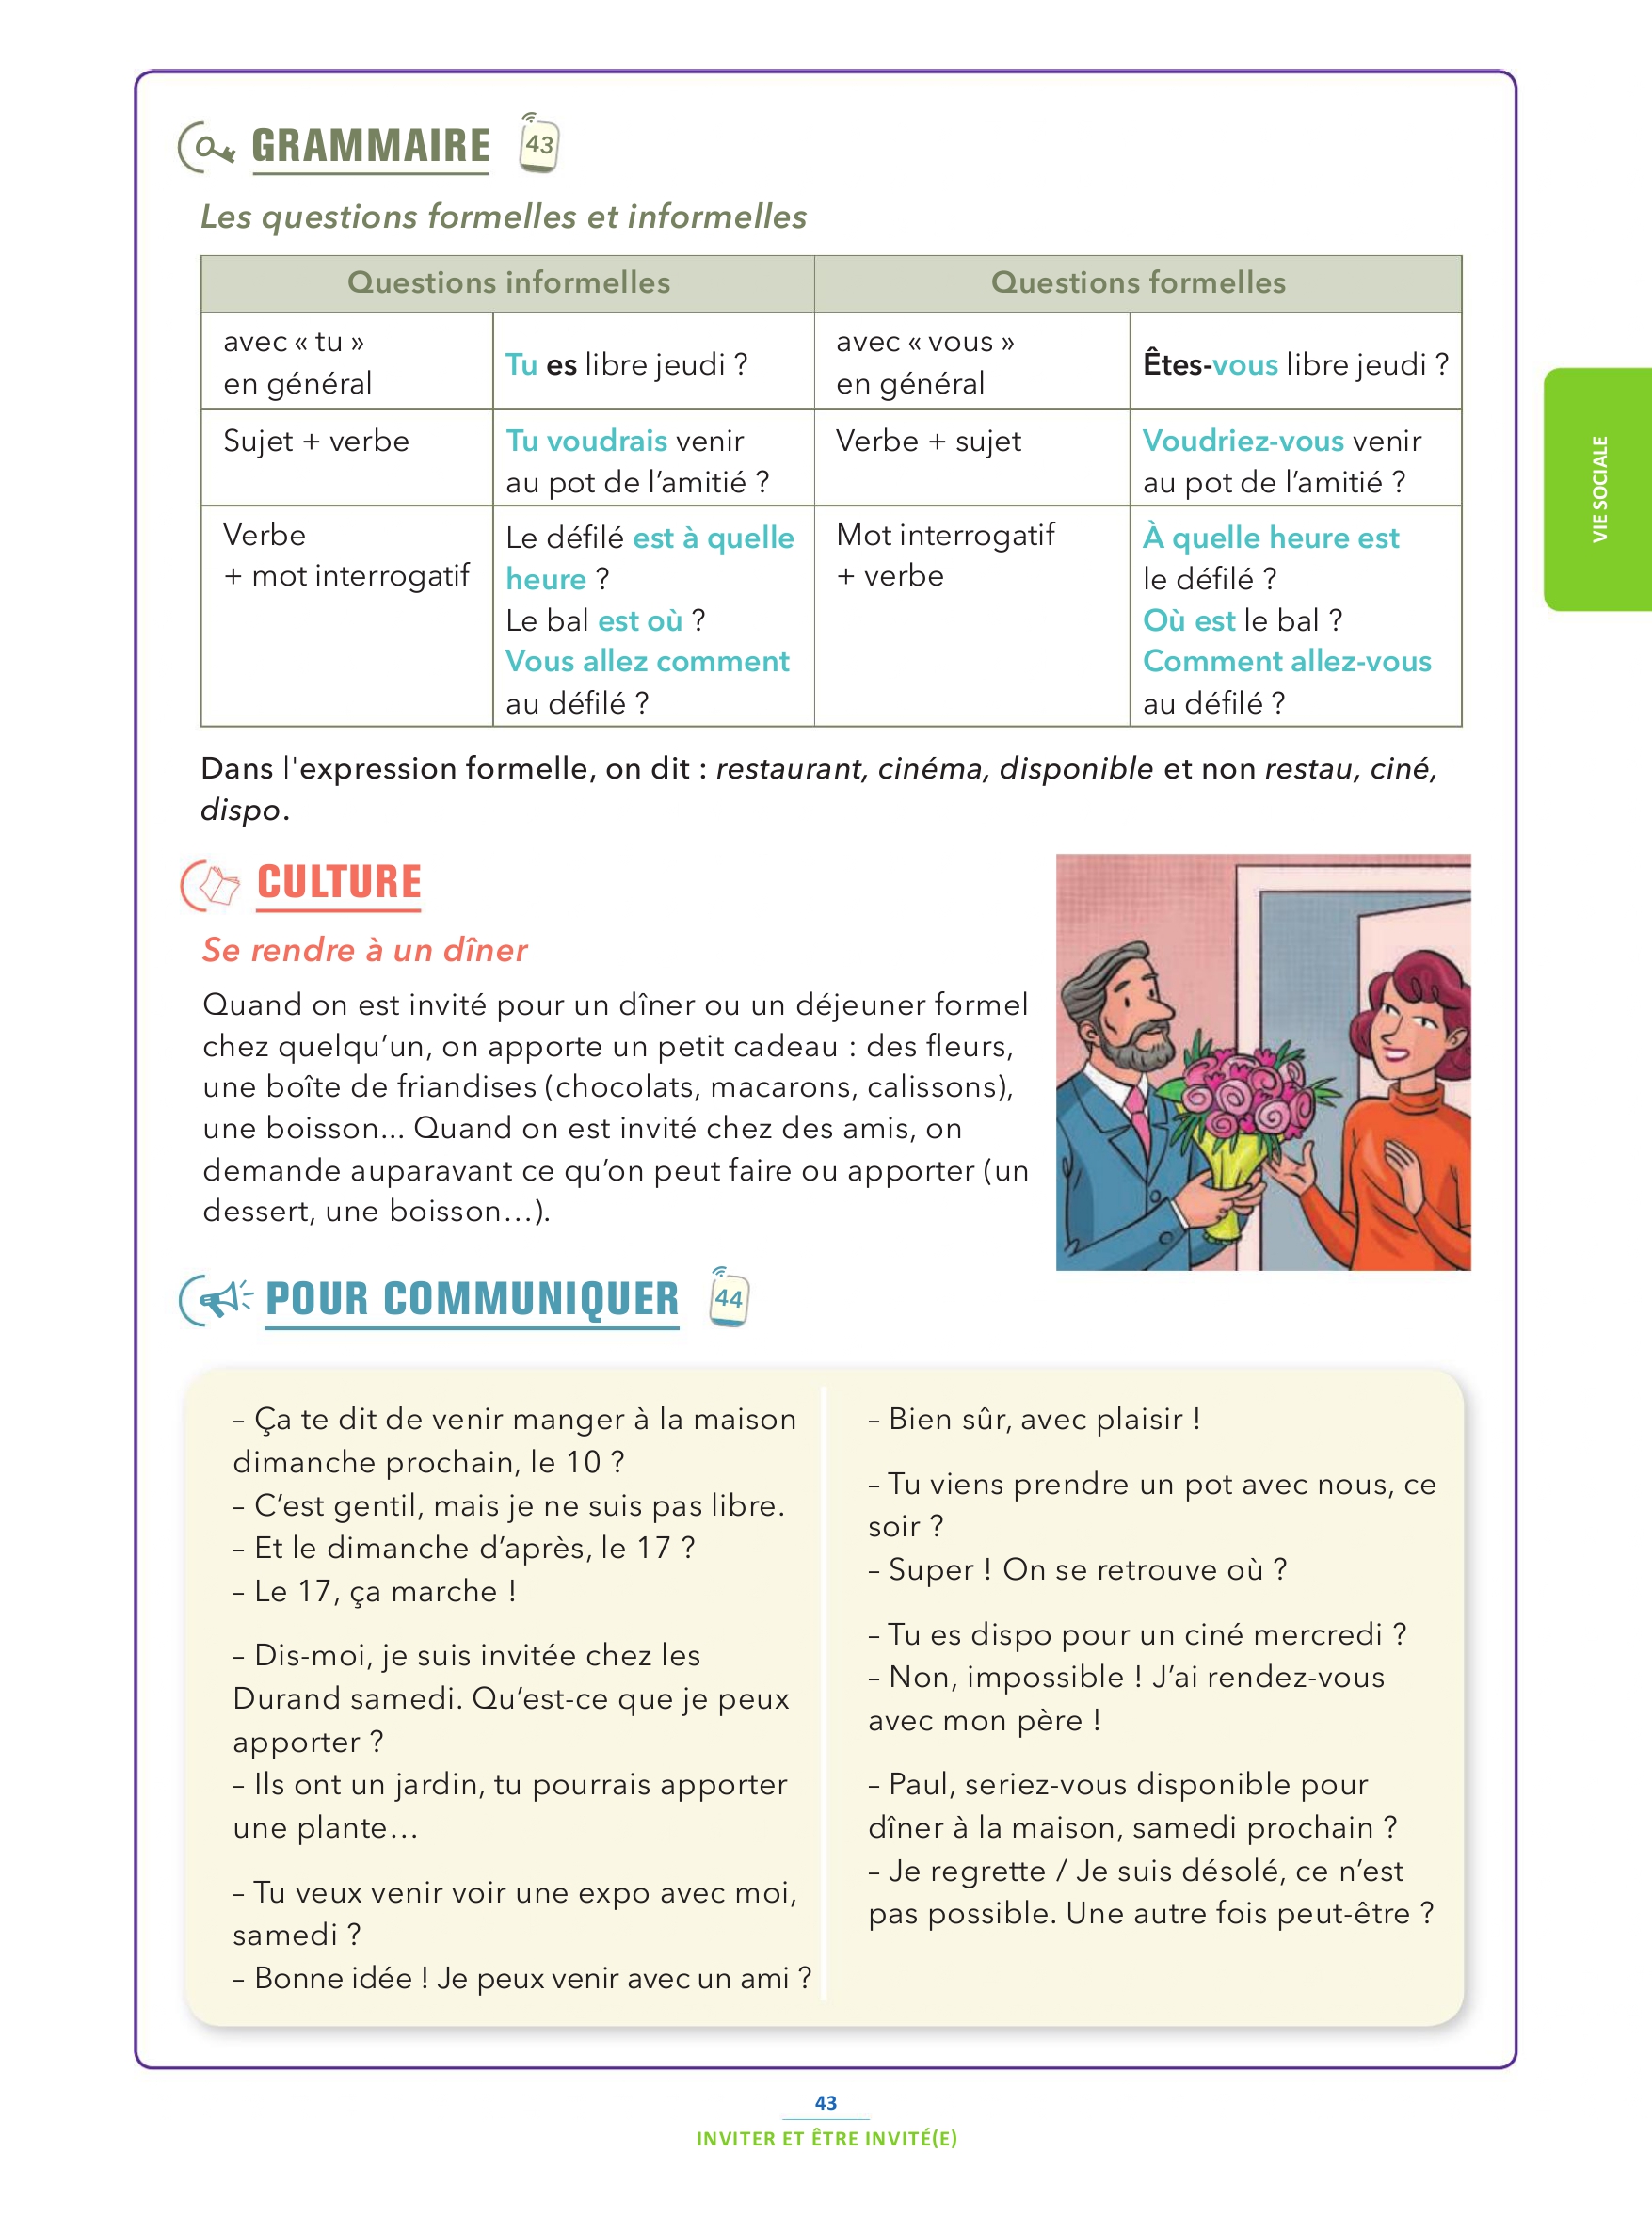 GRAMMAIRE
43
Les questions formelles et informelles
Questions informelles
Questions formelles
avec « tu »
en général
Tu es libre jeudi ?
avec « vous »
en général
Êtes-vous libre jeudi ?
Sujet + verbe
Tu voudrais venir
au pot de l'amitié ?
Verbe + sujet
Voudriez-vous venir
au pot de l'amitié ?
Verbe
+ mot interrogatif
Le défilé est à quelle
heure ?
Le bal est où ?
Vous allez comment
au défilé ?
Mot interrogatif
+ verbe
À quelle heure est
le défilé ?
Où est le bal ?
Comment allez-vous
au défilé ?
Dans l'expression formelle, on dit : restaurant, cinéma, disponible et non restau, ciné,
dispo.
CULTURE
Se rendre à un dîner
Quand on est invité pour un dîner ou un déjeuner formel
chez quelqu'un, on apporte un petit cadeau : des fleurs,
une boîte de friandises (chocolats, macarons, calissons),
une boisson... Quand on est invité chez des amis, on
demande auparavant ce qu'on peut faire ou apporter (un
dessert, une boisson…).
POUR COMMUNIQUER
44
– Ça te dit de venir manger à la maison
dimanche prochain, le 10 ?
– C'est gentil, mais je ne suis pas libre.
– Et le dimanche d'après, le 17 ?
– Le 17, ça marche !
– Dis-moi, je suis invitée chez les
Durand samedi. Qu'est-ce que je peux
apporter ?
– Ils ont un jardin, tu pourrais apporter
une plante…
– Tu veux venir voir une expo avec moi,
samedi ?
– Bonne idée ! Je peux venir avec un ami ?
– Bien sûr, avec plaisir !
– Tu viens prendre un pot avec nous, ce
soir ?
– Super ! On se retrouve où ?
– Tu es dispo pour un ciné mercredi ?
– Non, impossible ! J'ai rendez-vous
avec mon père !
– Paul, seriez-vous disponible pour
dîner à la maison, samedi prochain ?
– Je regrette / Je suis désolé, ce n'est
pas possible. Une autre fois peut-être ?
VIE SOCIALE
43
INVITER ET ÊTRE INVITÉ(E)